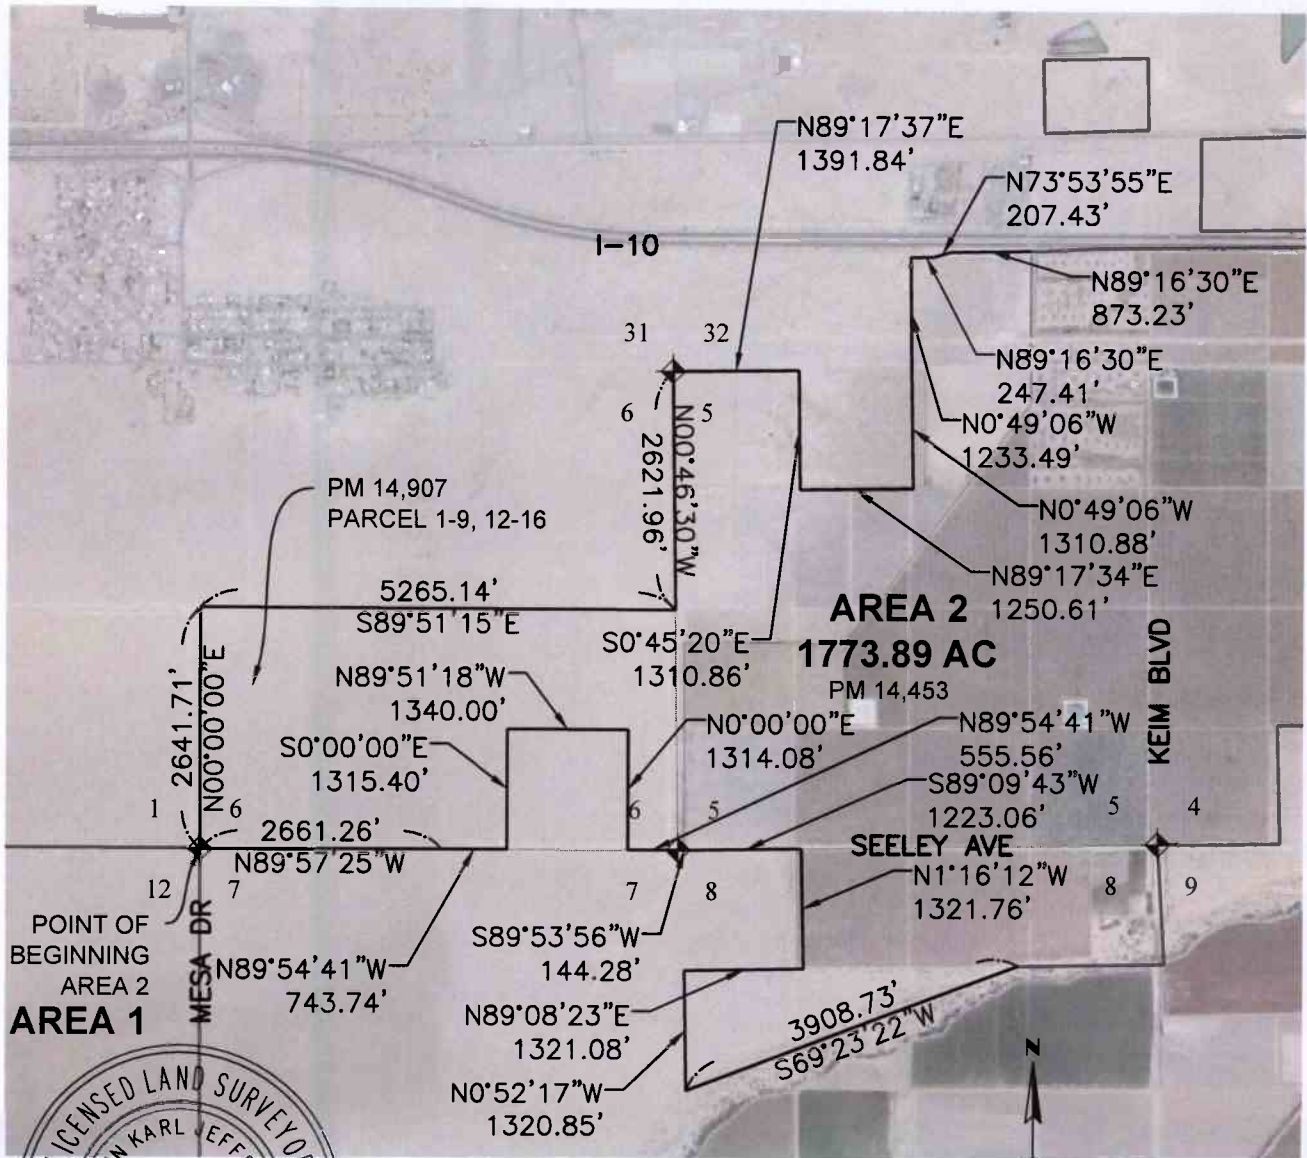 N89°17'37"E
1391.84'
N73°53'55"E
207.43'
I-10
N89°16'30"E
873.23'
31
32
N89°16'30"E
247.41'
6
5
N0°49'06"W
1233.49'
N00°46'30"W
2621.96'
PM 14,907
PARCEL 1-9, 12-16
N0°49'06"W
1310.88'
N89°17'34"E
1250.61'
5265.14'
S89°51'15"E
AREA 2
1773.89 AC
PM 14,453
S0°45'20"E
1310.86'
N89°51'18"W
1340.00'
KEIM BLVD
2641.71'
N00°00'00"E
N0°00'00"E
1314.08'
N89°54'41"W
555.56'
S0°00'00"E
1315.40'
S89°09'43"W
1223.06'
1
6
6
5
5
4
2661.26'
N89°57'25"W
SEELEY AVE
12
7
7
8
8
9
N1°16'12"W
1321.76'
POINT OF
BEGINNING
AREA 2
AREA 1
MESA DR
S89°53'56"W
144.28'
N89°54'41"W
743.74'
N89°08'23"E
1321.08'
3908.73'
S69°23'22"W
N0°52'17"W
1320.85'
N
LICENSED LAND SURVEYO
KARL JEFF